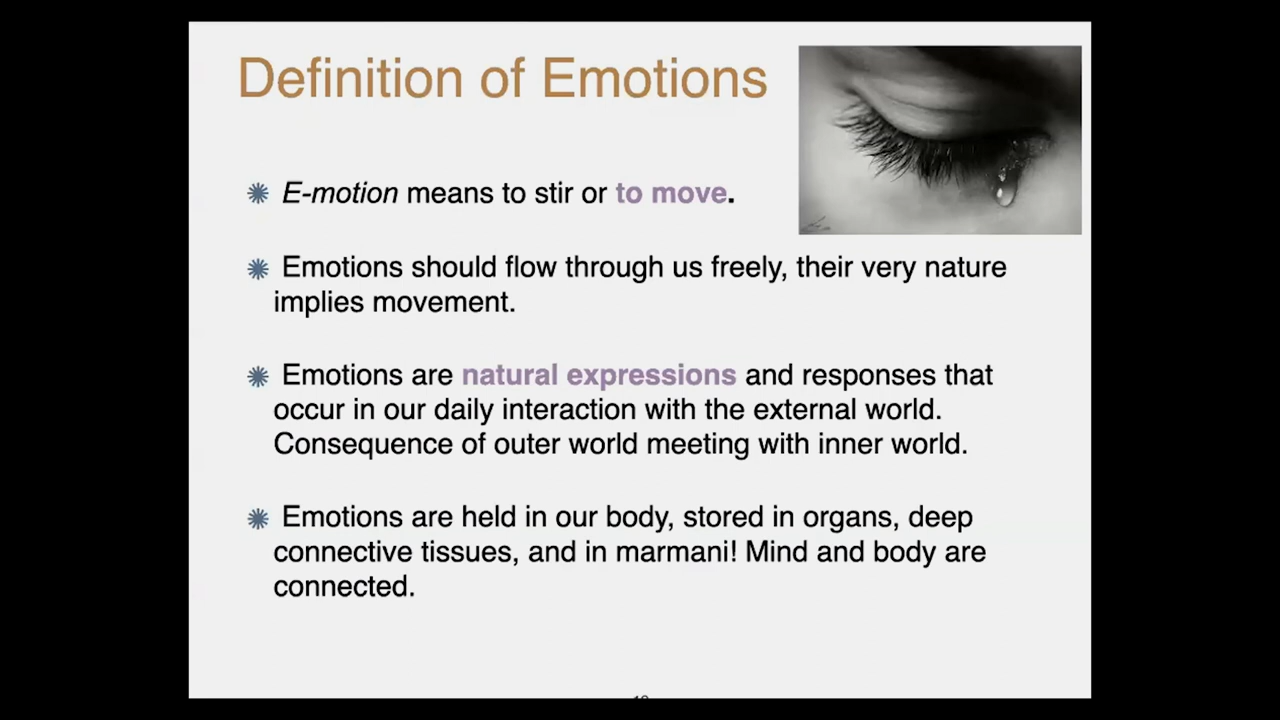 Definition of Emotions
E-motion means to stir or to move.
Emotions should flow through us freely, their very nature
implies movement.
Emotions are natural expressions and responses that
occur in our daily interaction with the external world.
Consequence of outer world meeting with inner world.
Emotions are held in our body, stored in organs, deep
connective tissues, and in marmani! Mind and body are
connected.